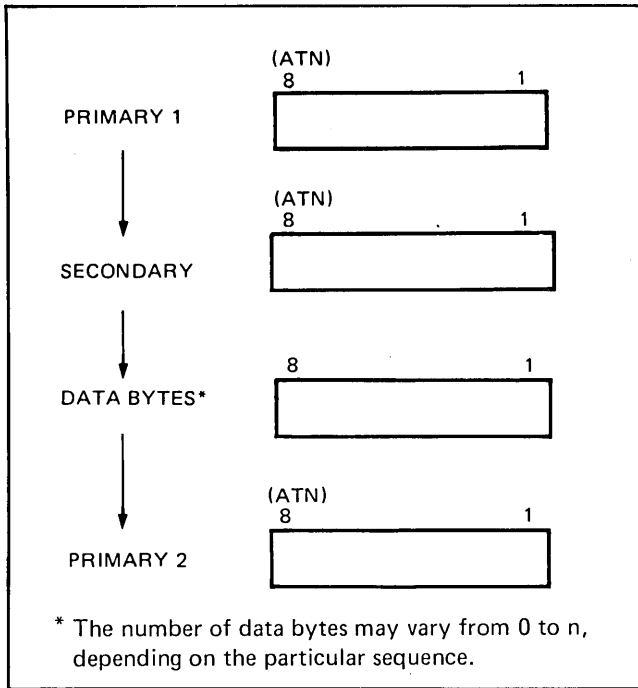 (ATN)
8 1
PRIMARY 1
(ATN)
8 1
SECONDARY
8 1
DATA BYTES*
(ATN)
8 1
PRIMARY 2
* The number of data bytes may vary from 0 to n,
depending on the particular sequence.